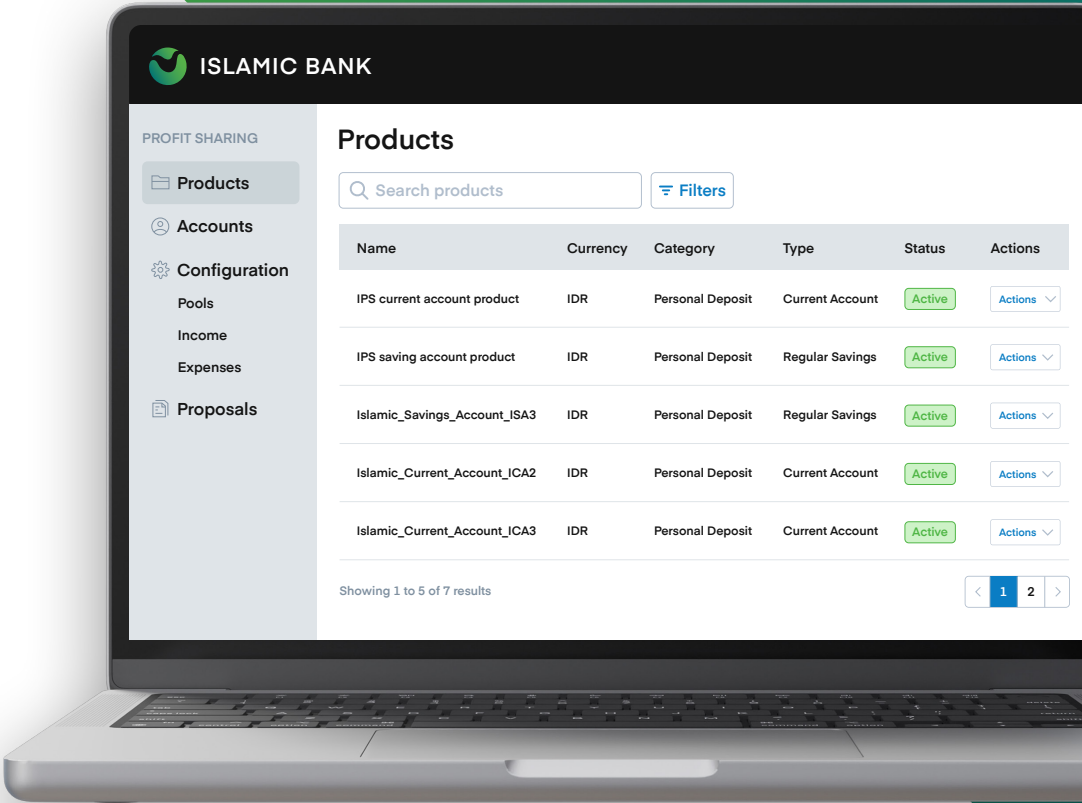 ISLAMIC BANK
PROFIT SHARING
Products
Accounts
Configuration
Pools
Income
Expenses
Proposals
Products
Search products
Filters
Name Currency Category Type Status Actions
IPS current account product IDR Personal Deposit Current Account Active Actions
IPS saving account product IDR Personal Deposit Regular Savings Active Actions
Islamic_Savings_Account_ISA3 IDR Personal Deposit Regular Savings Active Actions
Islamic_Current_Account_ICA2 IDR Personal Deposit Current Account Active Actions
Islamic_Current_Account_ICA3 IDR Personal Deposit Current Account Active Actions
Showing 1 to 5 of 7 results
1 2